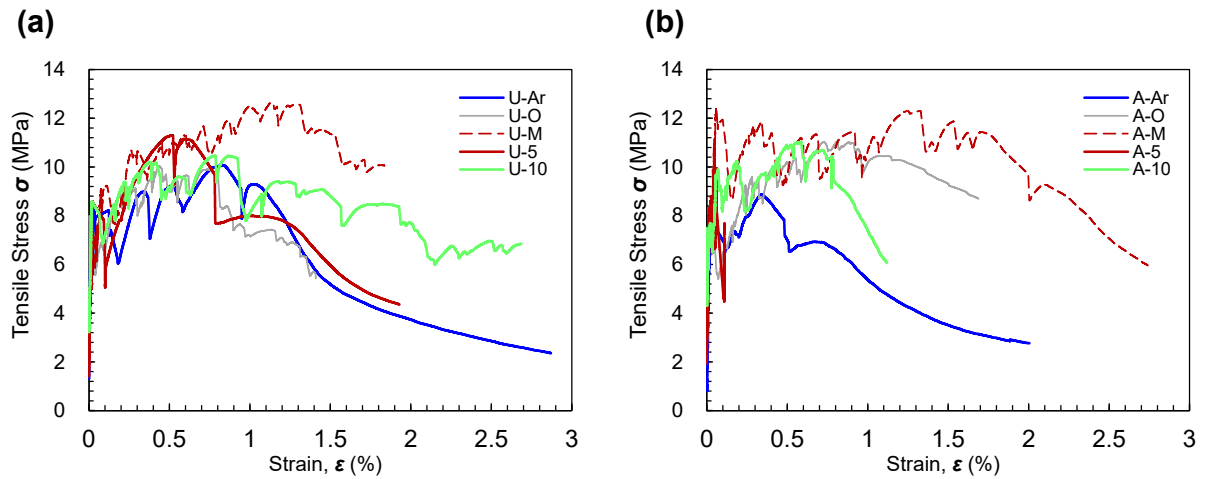 (a)
Tensile Stress σ (MPa)
14
12
10
8
6
4
2
0
0 0.5 1 1.5 2 2.5 3
Strain, ε (%)
U-Ar
U-O
U-M
U-5
U-10
(b)
Tensile Stress σ (MPa)
14
12
10
8
6
4
2
0
0 0.5 1 1.5 2 2.5 3
Strain, ε (%)
A-Ar
A-O
A-M
A-5
A-10